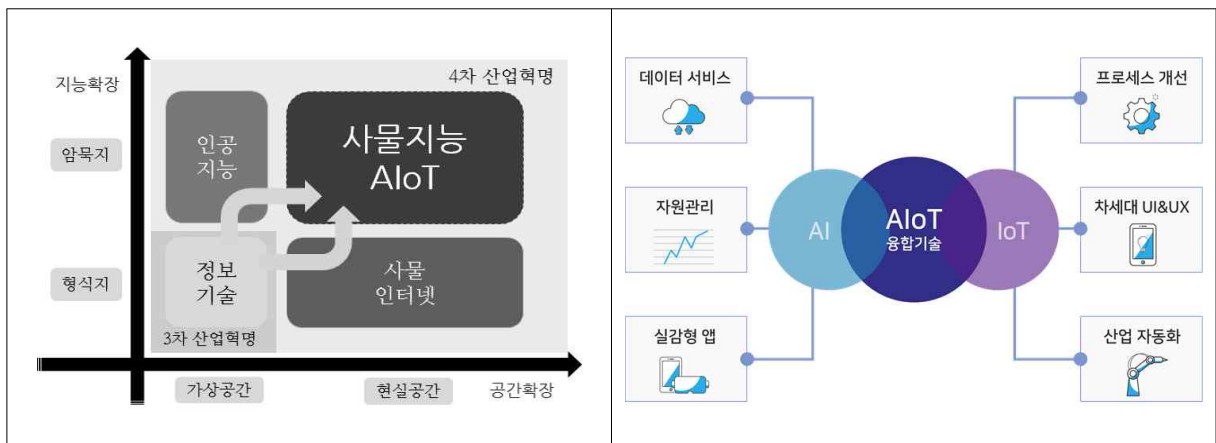 지능확장
4차 산업혁명
암묵지
인공
지능
사물지능
AIoT
형식지
정보
기술
사물
인터넷
3차 산업혁명
가상공간
현실공간
공간확장
데이터 서비스
프로세스 개선
자원관리
AI
AIoT
융합기술
IoT
차세대 UI&UX
실감형 앱
산업 자동화